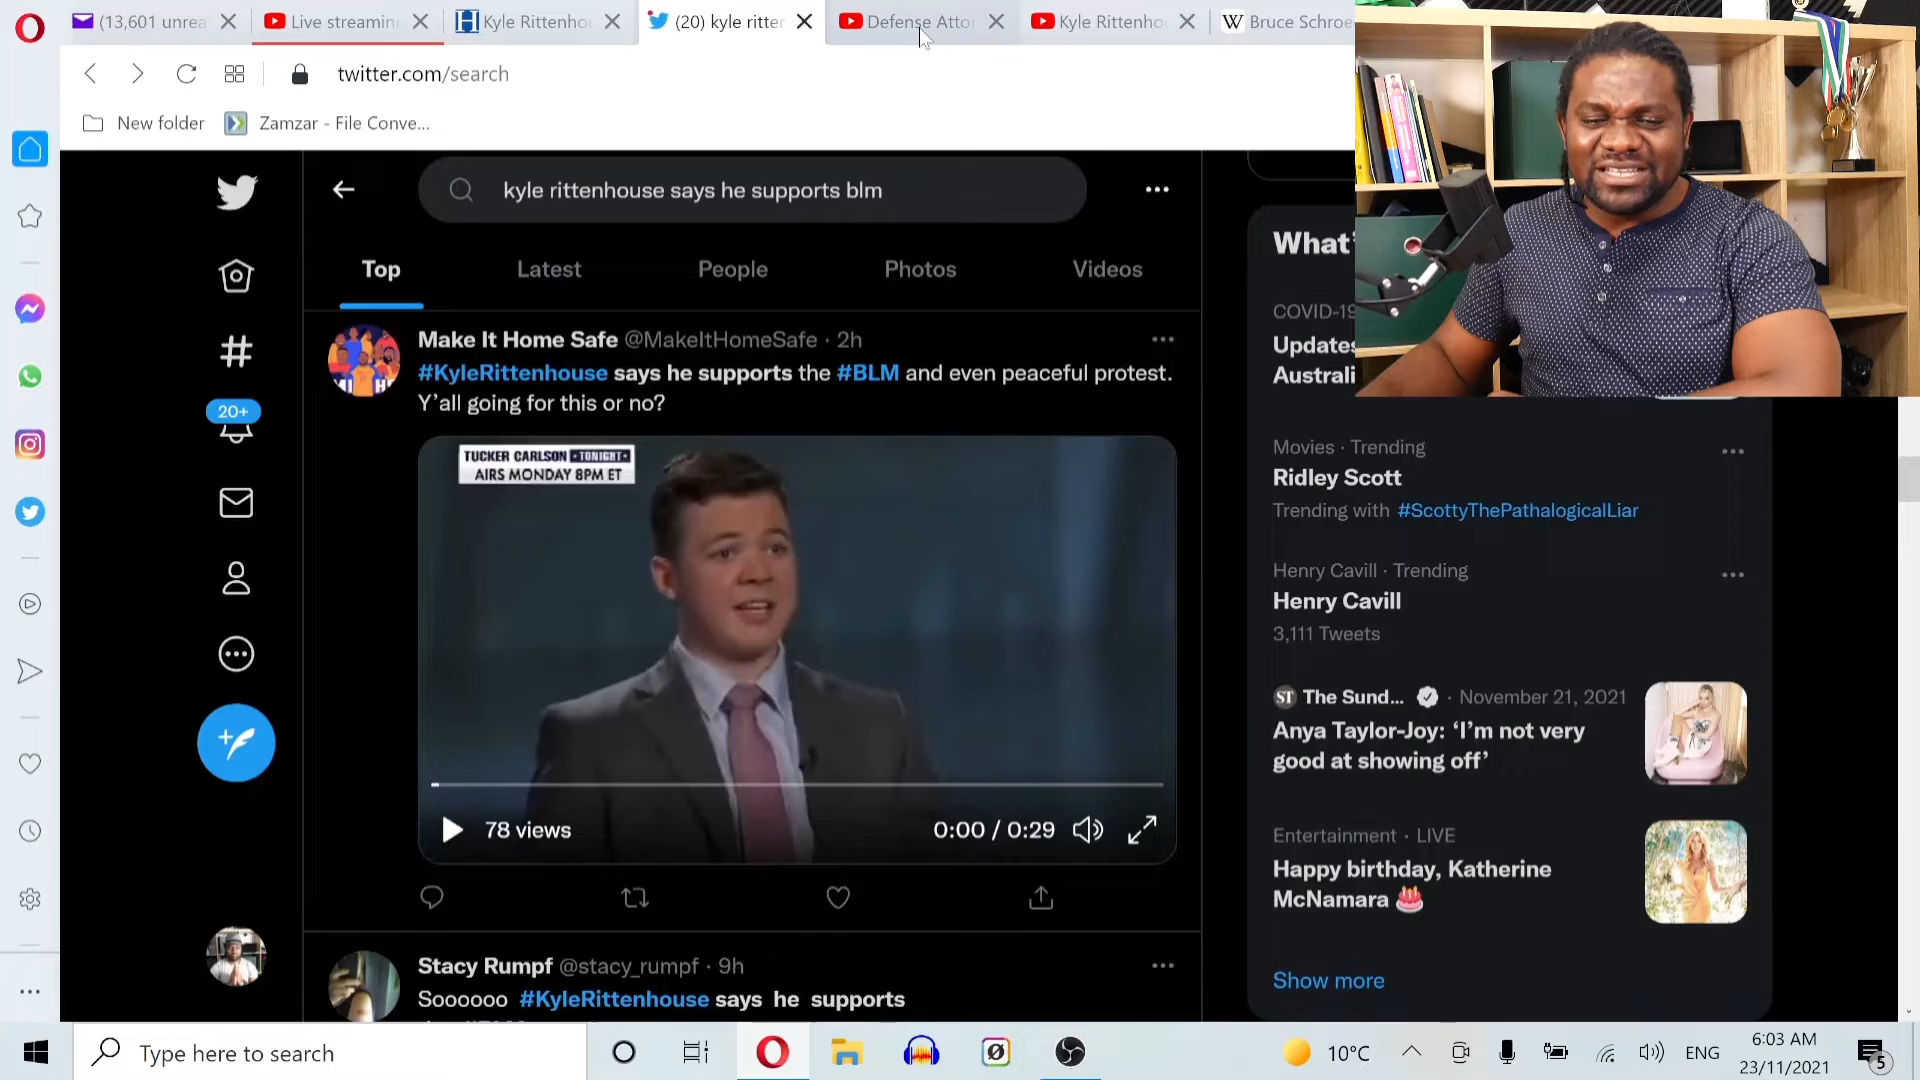 (13,601 unrea
Live streamin
Kyle Rittenho
(20) kyle ritter
Defense Atto
Kyle Rittenho
Bruce Schroe
twitter.com/search
New folder
Zamzar - File Conve...
kyle rittenhouse says he supports blm
Top
Latest
People
Photos
Videos
20+
Make It Home Safe @MakeItHomeSafe · 2h
#KyleRittenhouse says he supports the #BLM and even peaceful protest.
Y'all going for this or no?
TUCKER CARLSON TONIGHT
AIRS MONDAY 8PM ET
78 views
0:00 / 0:29
Stacy Rumpf @stacy_rumpf · 9h
Soooooo #KyleRittenhouse says he supports
What'
COVID-19
Updates
Australi
Movies · Trending
Ridley Scott
Trending with #ScottyThePathalogicalLiar
Henry Cavill · Trending
Henry Cavill
3,111 Tweets
ST The Sund... · November 21, 2021
Anya Taylor-Joy: ‘I’m not very
good at showing off’
Entertainment · LIVE
Happy birthday, Katherine
McNamara
Show more
Type here to search
10°C
ENG
6:03 AM
23/11/2021
5